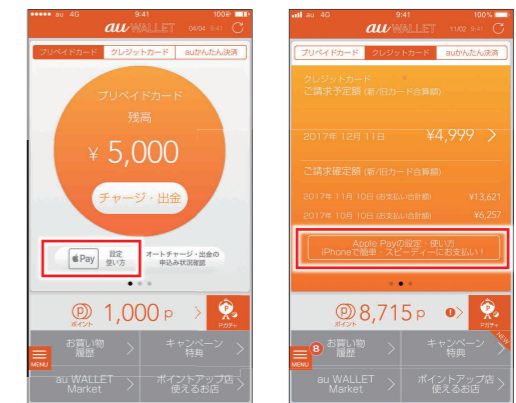 au 4G 9:41 100%
au WALLET 04/04 9:41
プリペイドカード クレジットカード auかんたん決済
プリペイドカード
残高
¥ 5,000
チャージ・出金
Pay 設定
使い方
オートチャージ・出金の
申込み状況確認
P 1,000 P
ポイント
Pガチャ
お買い物
履歴
キャンペーン
特典
MENU
au WALLET
Market
ポイントアップ店
使えるお店
au 4G 9:41 100%
au WALLET 11/02 9:41
プリペイドカード クレジットカード auかんたん決済
クレジットカード
ご請求予定額 (新/旧カード合算額)
2017年 12月 11日 ¥4,999
ご請求確定額 (新/旧カード合算額)
2017年 11月 10日 (お支払い合計額) ¥13,621
2017年 10月 10日 (お支払い合計額) ¥6,257
Apple Payの設定・使い方
iPhoneで簡単・スピーディーにお支払い!
P 8,715 P
ポイント
Pガチャ
NEW
8
お買い物
履歴
キャンペーン
特典
MENU
au WALLET
Market
ポイントアップ店
使えるお店